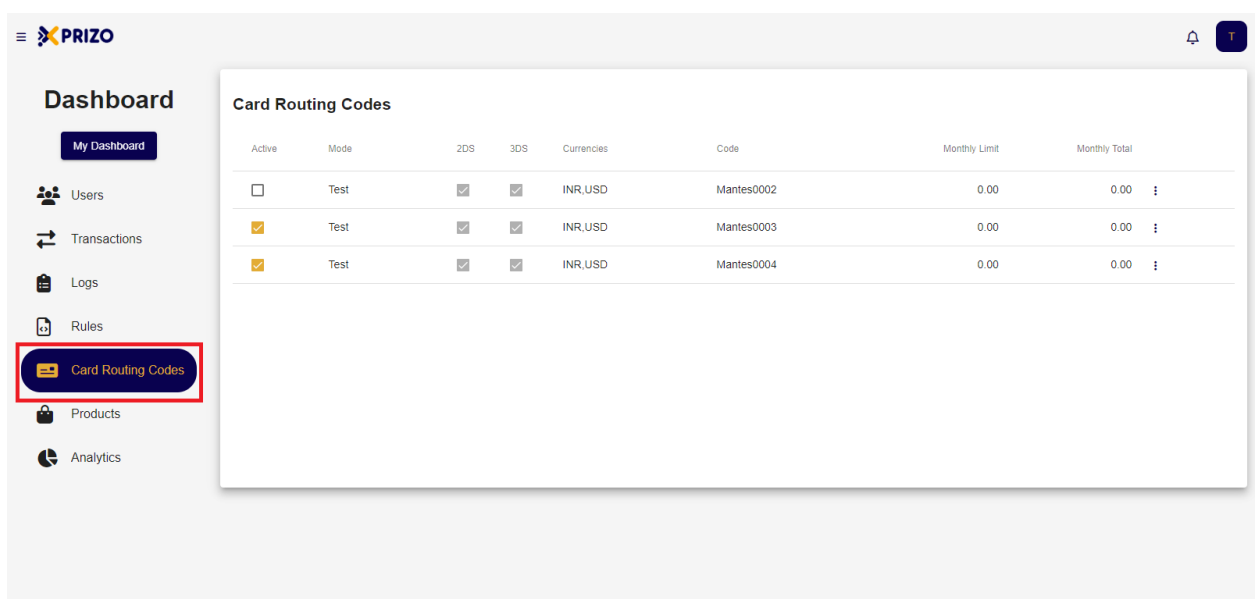 PRIZO
T
Dashboard
My Dashboard
Users
Transactions
Logs
Rules
Card Routing Codes
Products
Analytics
Card Routing Codes
Active Mode 2DS 3DS Currencies Code Monthly Limit Monthly Total
Test INR,USD Mantes0002 0.00 0.00
Test INR,USD Mantes0003 0.00 0.00
Test INR,USD Mantes0004 0.00 0.00